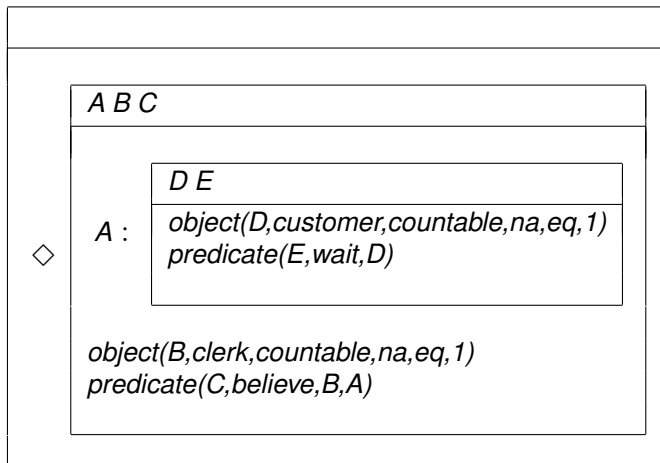 A B C
D E
A :
object(D,customer,countable,na,eq,1)
predicate(E,wait,D)
◇
object(B,clerk,countable,na,eq,1)
predicate(C,believe,B,A)